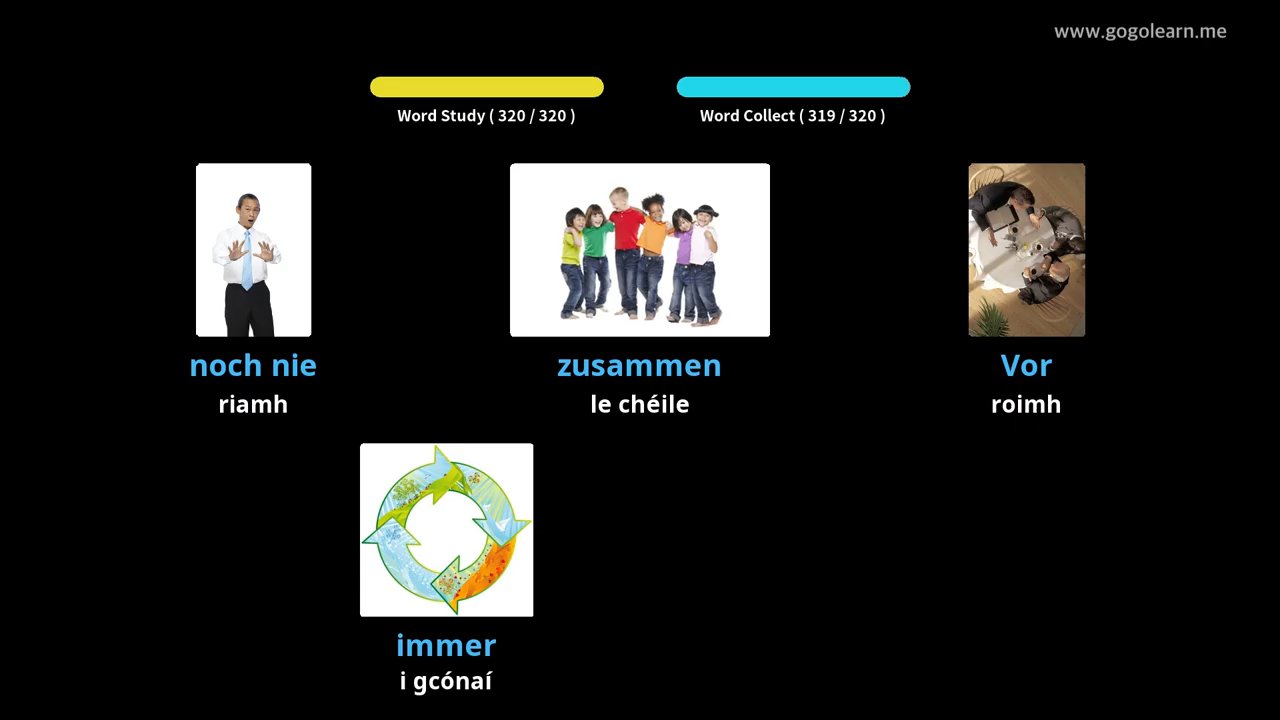 www.gogolearn.me
Word Study ( 320 / 320 )
Word Collect ( 319 / 320 )
noch nie
riamh
zusammen
le chéile
Vor
roimh
immer
i gcónaí